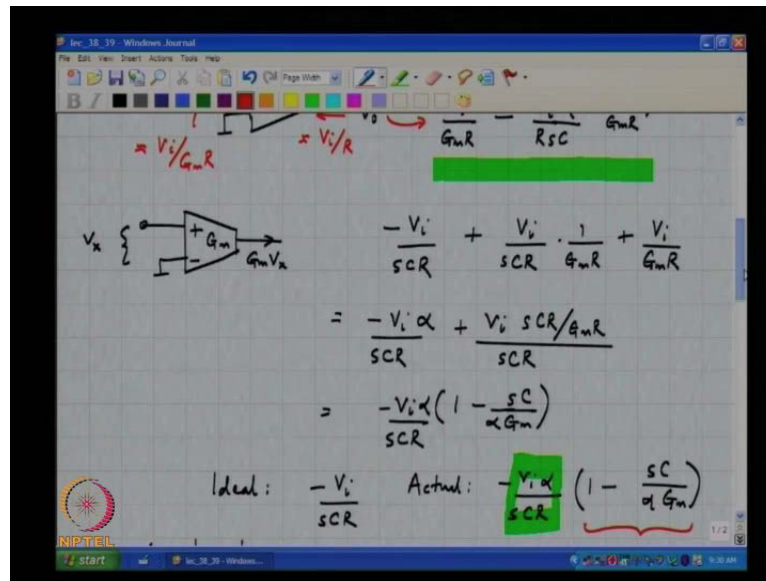 lec_38_39 - Windows Journal
File Edit View Insert Actions Tools Help
Page Width
B I
= Vi/GmR = Vi/R Vo GmR RSC GmR
Vx { + - Gm GmVx
-Vi/sCR + Vi/sCR · 1/GmR + Vi/GmR
= -Vi α/sCR + Vi sCR/GmR/sCR
= -Vi α/sCR (1 - sC/αGm)
Ideal: -Vi/sCR Actual: -Vi α/sCR (1 - sC/αGm)
1/2
NPTEL
start lec_38_39 - Windows... 9:30 AM